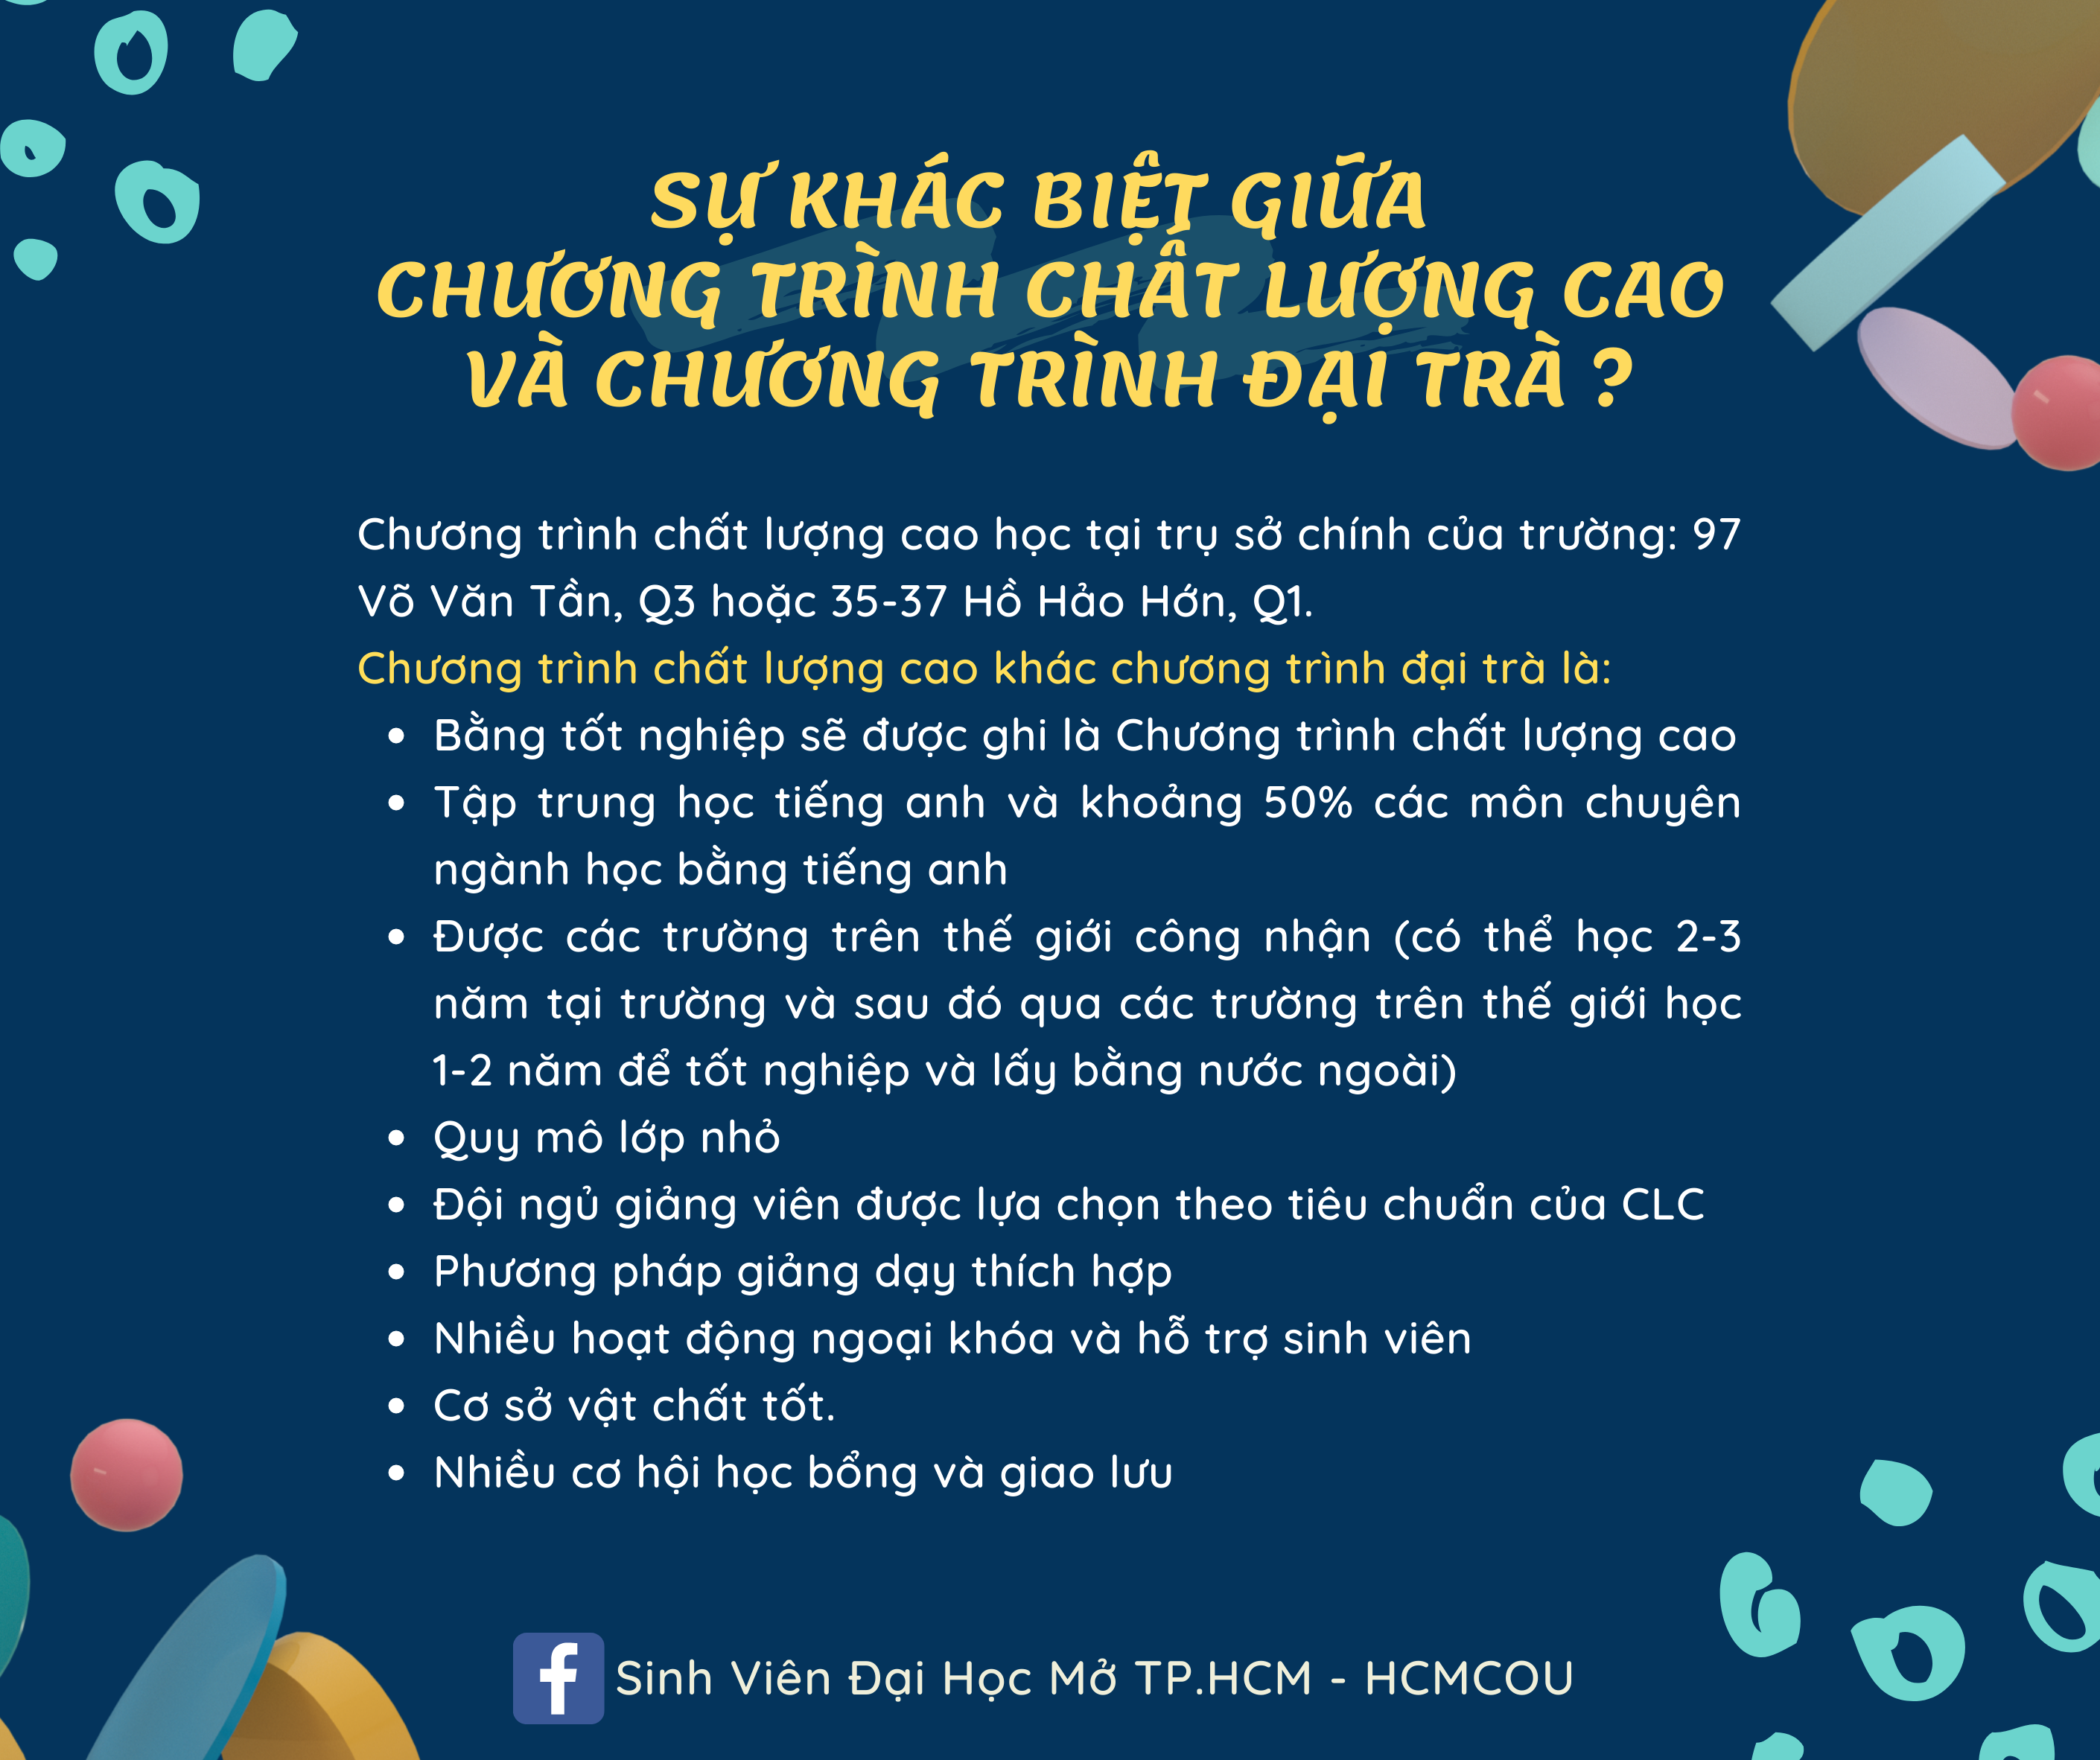 SỰ KHÁC BIỆT GIỮA
CHƯƠNG TRÌNH CHẤT LƯỢNG CAO
VÀ CHƯƠNG TRÌNH ĐẠI TRÀ ?
Chương trình chất lượng cao học tại trụ sở chính của trường: 97
Võ Văn Tần, Q3 hoặc 35-37 Hồ Hảo Hớn, Q1.
Chương trình chất lượng cao khác chương trình đại trà là:
• Bằng tốt nghiệp sẽ được ghi là Chương trình chất lượng cao
• Tập trung học tiếng anh và khoảng 50% các môn chuyên
ngành học bằng tiếng anh
• Được các trường trên thế giới công nhận (có thể học 2-3
năm tại trường và sau đó qua các trường trên thế giới học
1-2 năm để tốt nghiệp và lấy bằng nước ngoài)
• Quy mô lớp nhỏ
• Đội ngủ giảng viên được lựa chọn theo tiêu chuẩn của CLC
• Phương pháp giảng dạy thích hợp
• Nhiều hoạt động ngoại khóa và hỗ trợ sinh viên
• Cơ sở vật chất tốt.
• Nhiều cơ hội học bổng và giao lưu
f Sinh Viên Đại Học Mở TP.HCM - HCMCOU